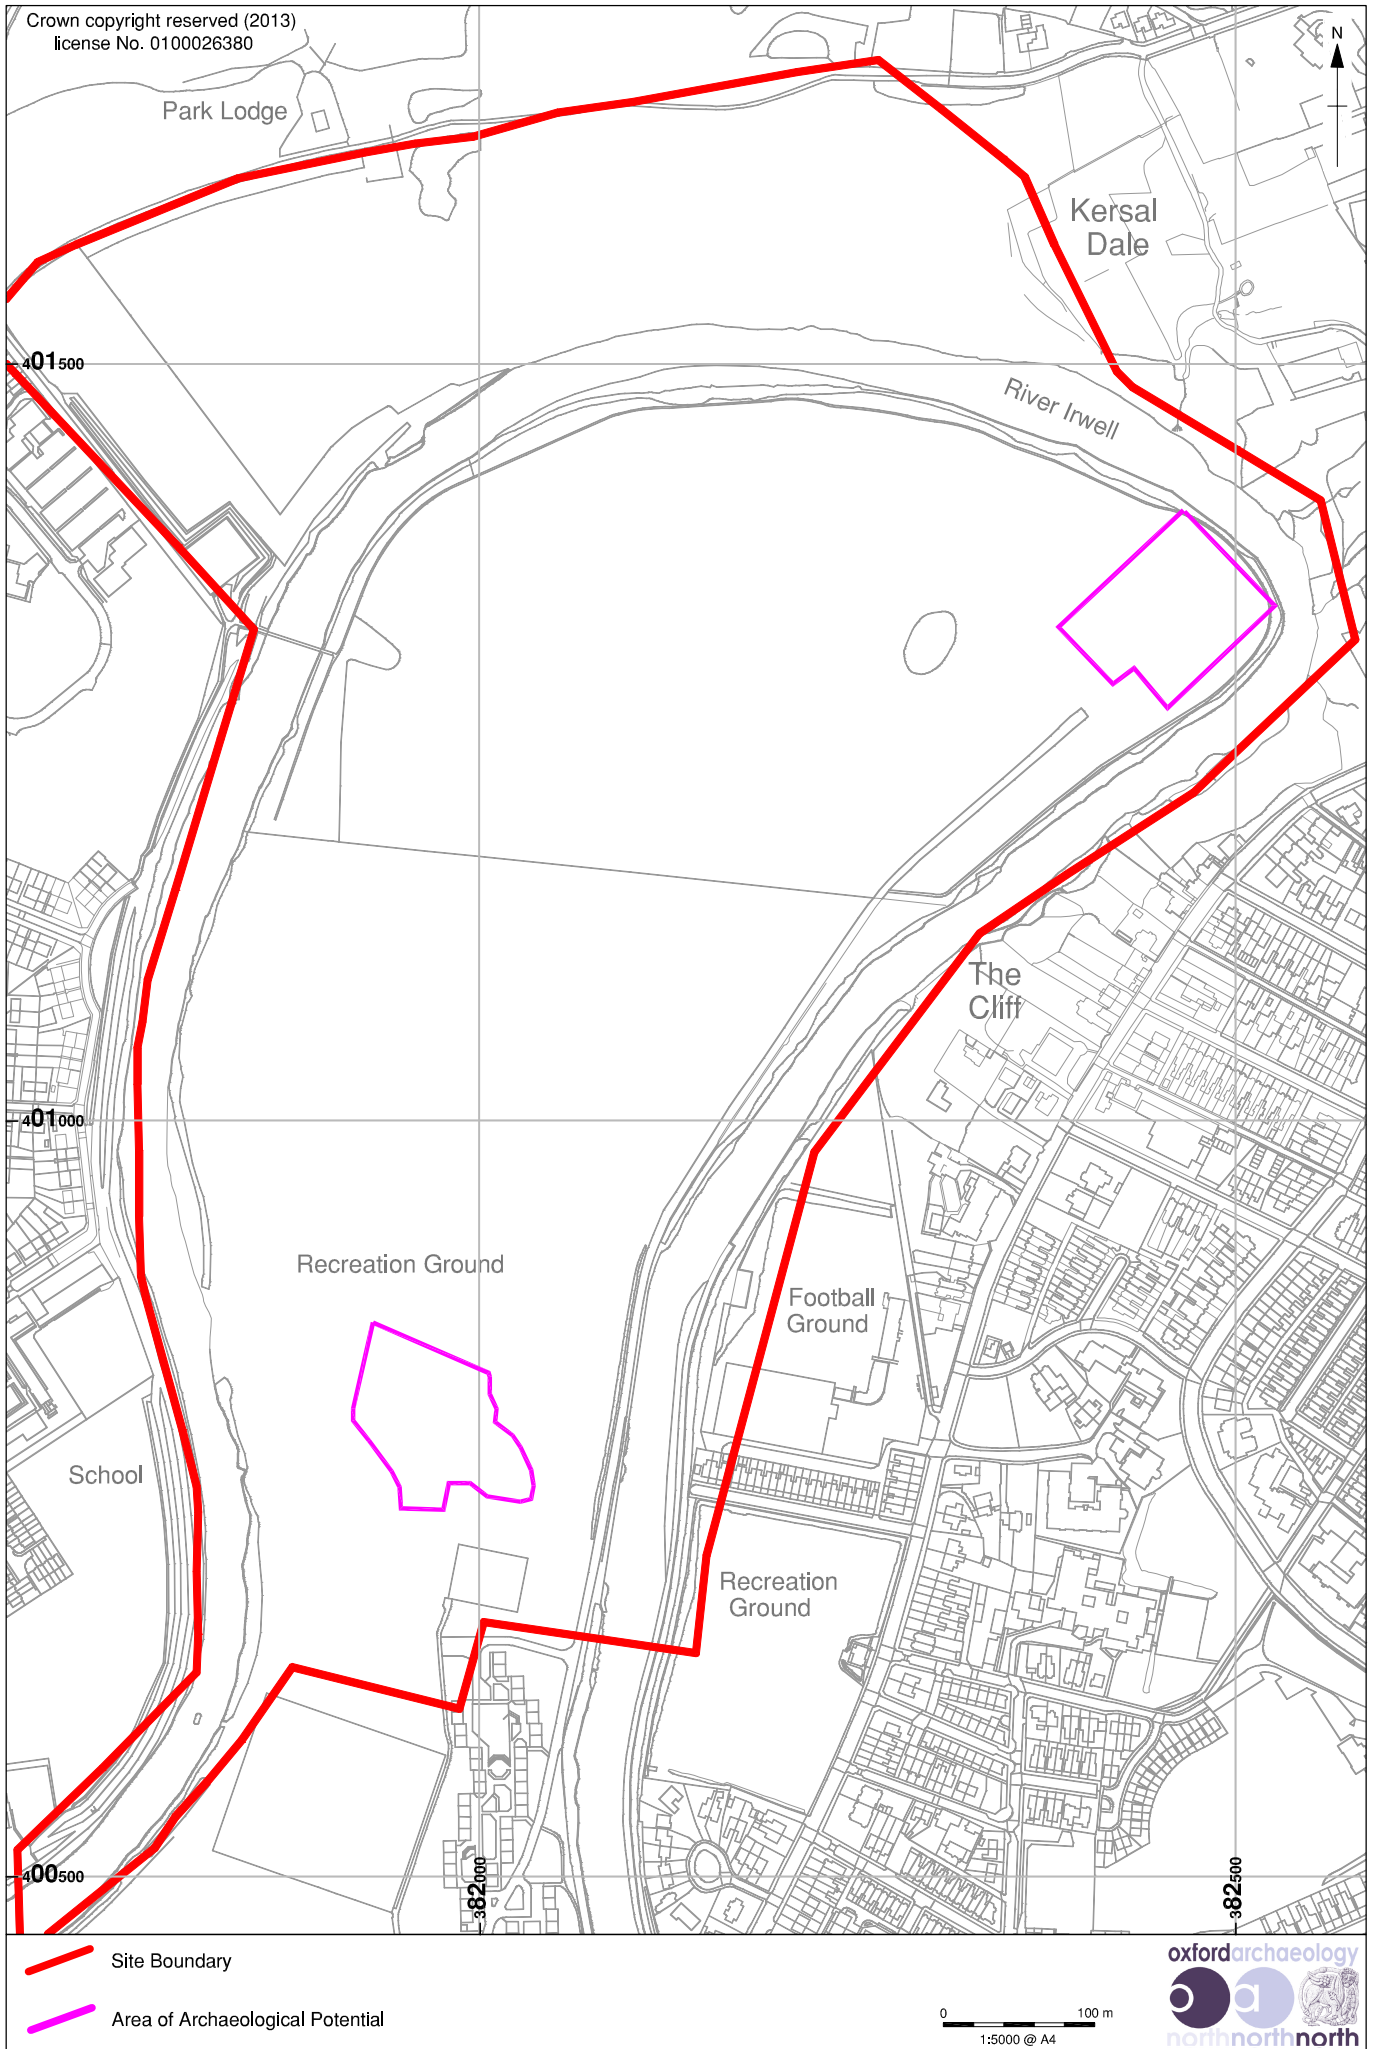 Crown copyright reserved (2013)
license No. 0100026380
N
Park Lodge
Kersal
Dale
401500
River Irwell
The
Cliff
401000
Recreation Ground
Football
Ground
School
Recreation
Ground
400500
382000
382500
Site Boundary
Area of Archaeological Potential
0 100 m
1:5000 @ A4
oxfordarchaeology
o a
northnorthnorth